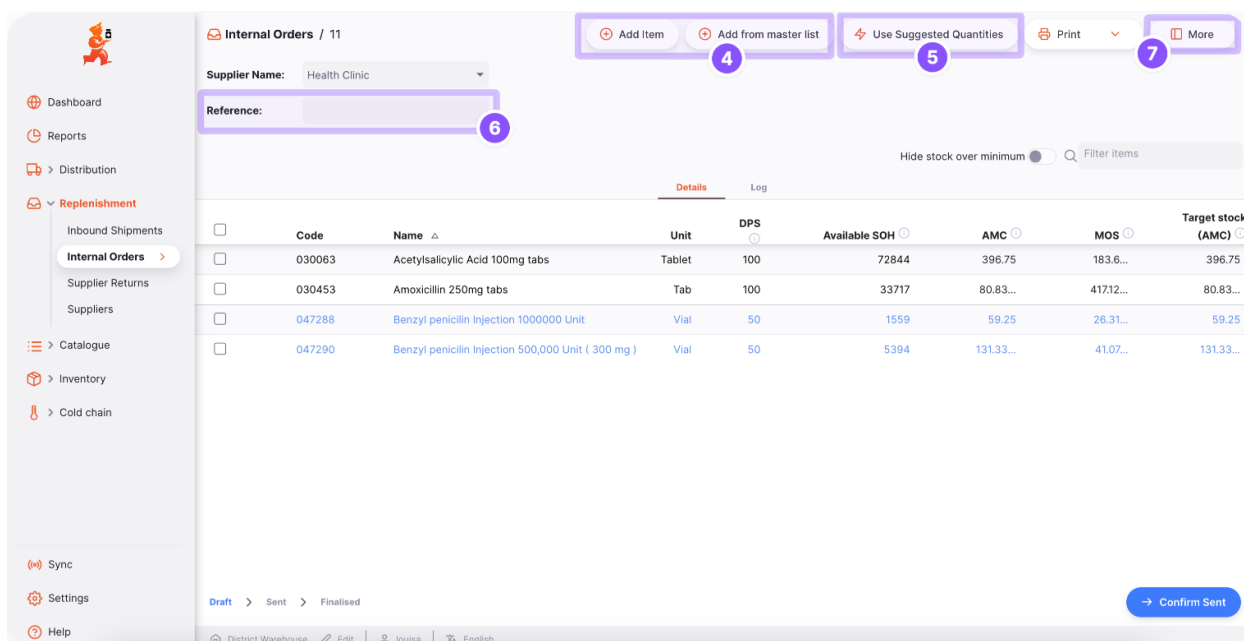 Internal Orders / 11
Add Item
Add from master list
Use Suggested Quantities
Print
More
4
5
7
Supplier Name: Health Clinic
Reference:
6
Dashboard
Reports
Distribution
Replenishment
Inbound Shipments
Internal Orders
Supplier Returns
Suppliers
Catalogue
Inventory
Cold chain
Sync
Settings
Help
Hide stock over minimum
Filter items
Details Log
Code Name Unit DPS Available SOH AMC MOS Target stock (AMC)
030063 Acetylsalicylic Acid 100mg tabs Tablet 100 72844 396.75 183.6... 396.75
030453 Amoxicillin 250mg tabs Tab 100 33717 80.83... 417.12... 80.83...
047288 Benzyl penicilin Injection 1000000 Unit Vial 50 1559 59.25 26.31... 59.25
047290 Benzyl penicilin Injection 500,000 Unit ( 300 mg ) Vial 50 5394 131.33... 41.07... 131.33...
Draft > Sent > Finalised
Confirm Sent
District Warehouse Edit louisa English